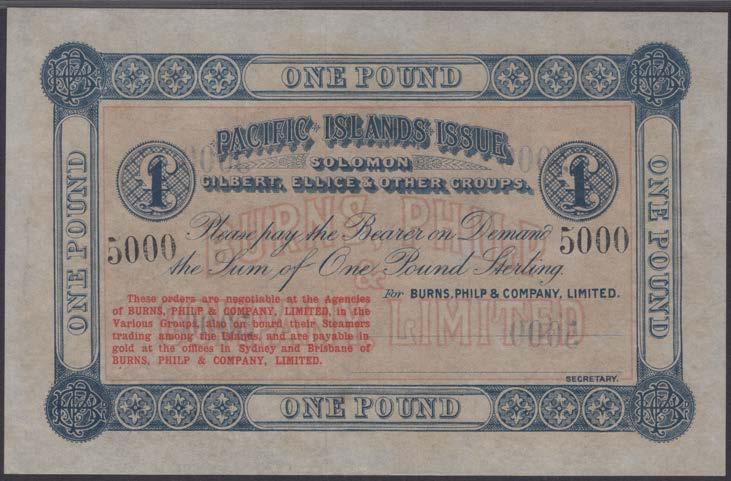 ONE POUND
PACIFIC ISLANDS ISSUE
SOLOMON
GILBERT, ELLICE & OTHER GROUPS.
£1 £1
Please pay the Bearer on Demand
5000 5000
the Sum of One Pound Sterling.
For BURNS, PHILP & COMPANY, LIMITED.
These orders are negotiable at the Agencies
of BURNS, PHILP & COMPANY, LIMITED, in the
Various Groups, also on board their Steamers
trading among the Islands, and are payable in
gold at the offices in Sydney and Brisbane of
BURNS, PHILP & COMPANY, LIMITED.
BURNS PHILP
&
COMPANY LIMITED
SECRETARY.
ONE POUND
ONE POUND
ONE POUND